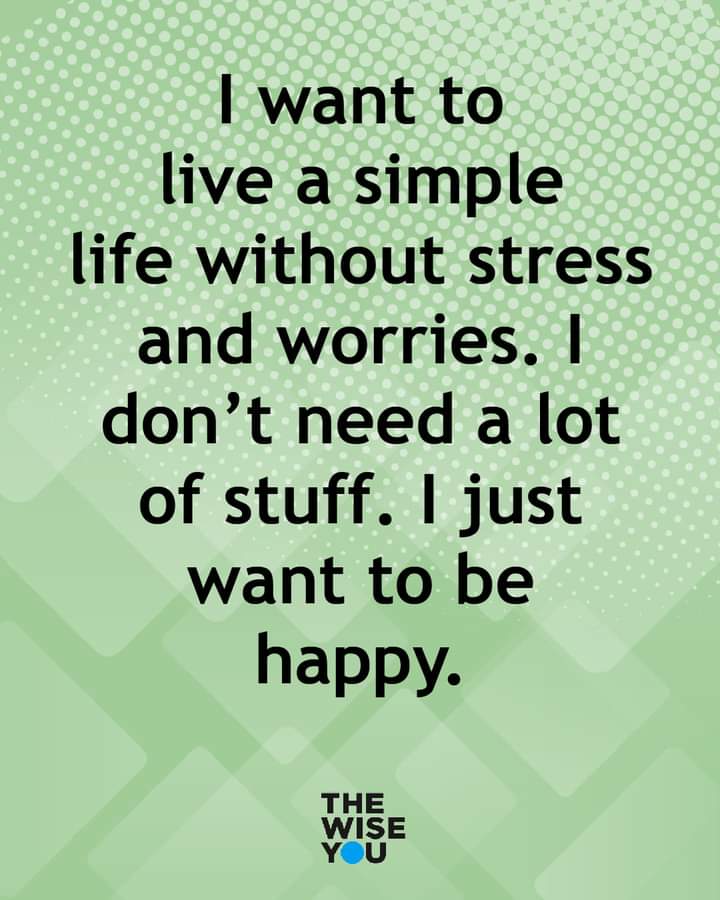 I want to
live a simple
life without stress
and worries. I
don’t need a lot
of stuff. I just
want to be
happy.
THE
WISE
YOU